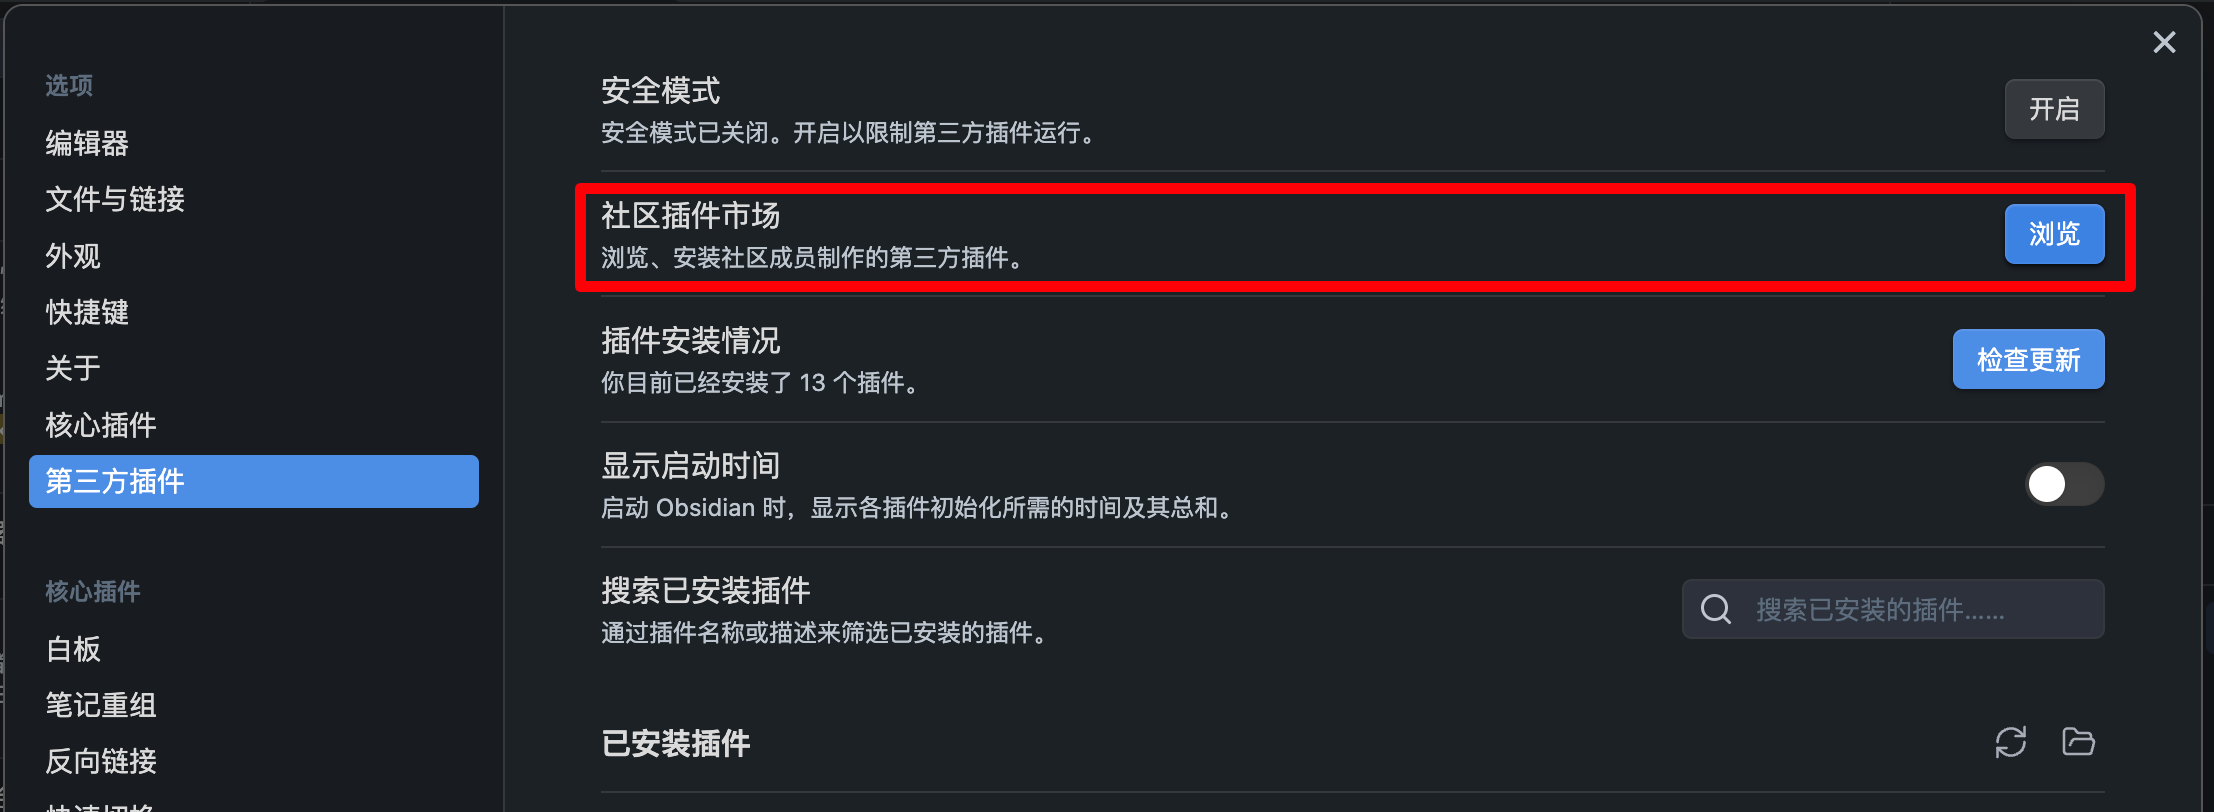 选项
编辑器
文件与链接
外观
快捷键
关于
核心插件
第三方插件
核心插件
白板
笔记重组
反向链接
安全模式
安全模式已关闭。开启以限制第三方插件运行。
开启
社区插件市场
浏览、安装社区成员制作的第三方插件。
浏览
插件安装情况
你目前已经安装了 13 个插件。
检查更新
显示启动时间
启动 Obsidian 时，显示各插件初始化所需的时间及其总和。
搜索已安装插件
通过插件名称或描述来筛选已安装的插件。
搜索已安装的插件……
已安装插件